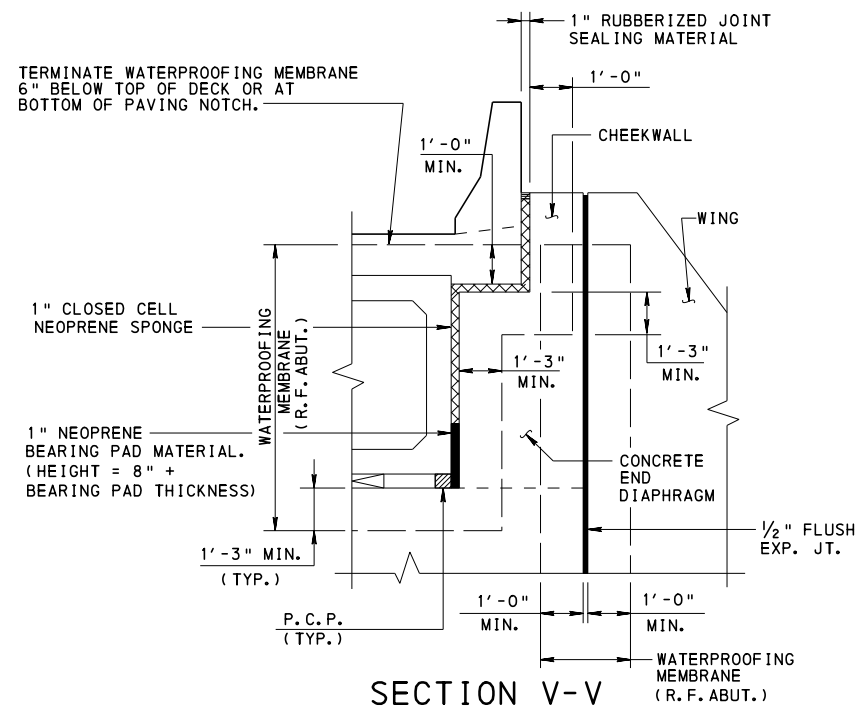 1" RUBBERIZED JOINT
SEALING MATERIAL
TERMINATE WATERPROOFING MEMBRANE
6" BELOW TOP OF DECK OR AT
BOTTOM OF PAVING NOTCH.
1'-0"
1'-0"
MIN.
CHEEKWALL
WING
1" CLOSED CELL
NEOPRENE SPONGE
WATERPROOFING
MEMBRANE
(R.F. ABUT.)
1'-3"
MIN.
1'-3"
MIN.
1" NEOPRENE
BEARING PAD MATERIAL.
(HEIGHT = 8" +
BEARING PAD THICKNESS)
CONCRETE
END
DIAPHRAGM
1/2" FLUSH
EXP. JT.
1'-3" MIN.
(TYP.)
P.C.P.
(TYP.)
1'-0"
MIN.
1'-0"
MIN.
WATERPROOFING
MEMBRANE
(R.F. ABUT.)
SECTION V-V